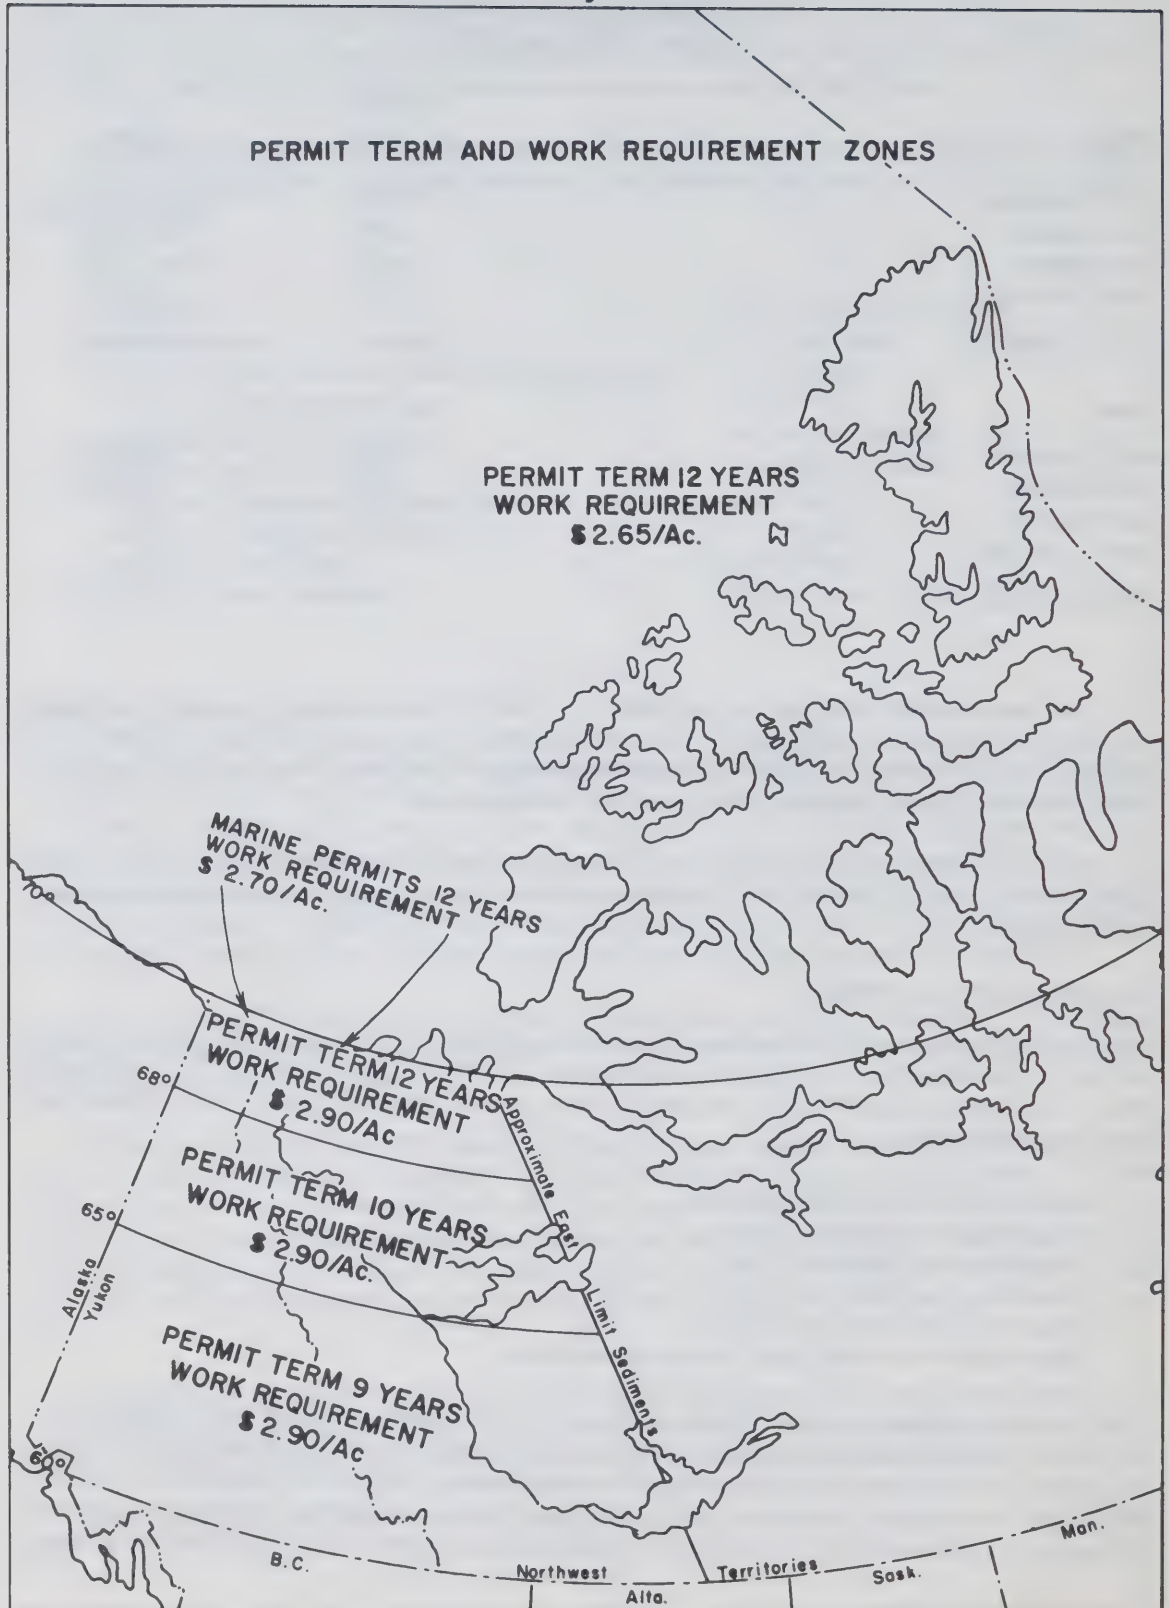 PERMIT TERM AND WORK REQUIREMENT ZONES
PERMIT TERM 12 YEARS
WORK REQUIREMENT
$ 2.65/Ac.
MARINE PERMITS 12 YEARS
WORK REQUIREMENT
$ 2.70/Ac.
70°
PERMIT TERM 12 YEARS
WORK REQUIREMENT
$ 2.90/Ac
68°
Approximate East Limit Sediments
PERMIT TERM 10 YEARS
WORK REQUIREMENT
$ 2.90/Ac.
65°
Alaska
Yukon
PERMIT TERM 9 YEARS
WORK REQUIREMENT
$ 2.90/Ac
60°
B.C.
Northwest Territories
Alta.
Sask.
Man.